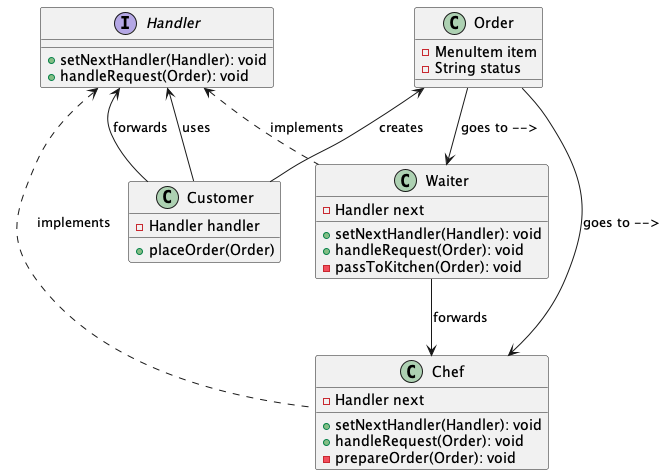 I Handler
setNextHandler(Handler): void
handleRequest(Order): void
C Order
MenuItem item
String status
forwards
uses
implements
creates
goes to -->
C Customer
Handler handler
placeOrder(Order)
C Waiter
Handler next
setNextHandler(Handler): void
handleRequest(Order): void
passToKitchen(Order): void
implements
goes to -->
forwards
C Chef
Handler next
setNextHandler(Handler): void
handleRequest(Order): void
prepareOrder(Order): void